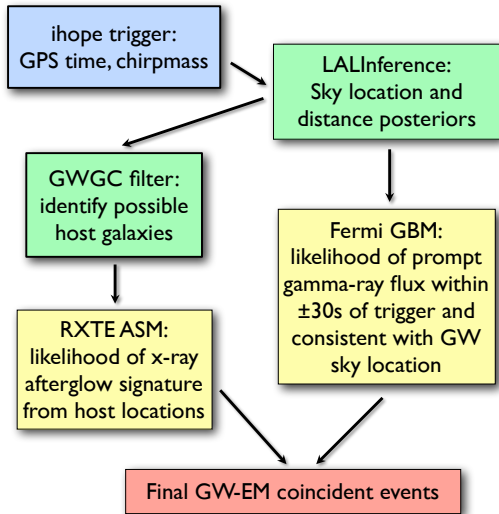 ihope trigger:
GPS time, chirpmass
LALInference:
Sky location and
distance posteriors
GWGC filter:
identify possible
host galaxies
Fermi GBM:
likelihood of prompt
gamma-ray flux within
±30s of trigger and
consistent with GW
sky location
RXTE ASM:
likelihood of x-ray
afterglow signature
from host locations
Final GW-EM coincident events